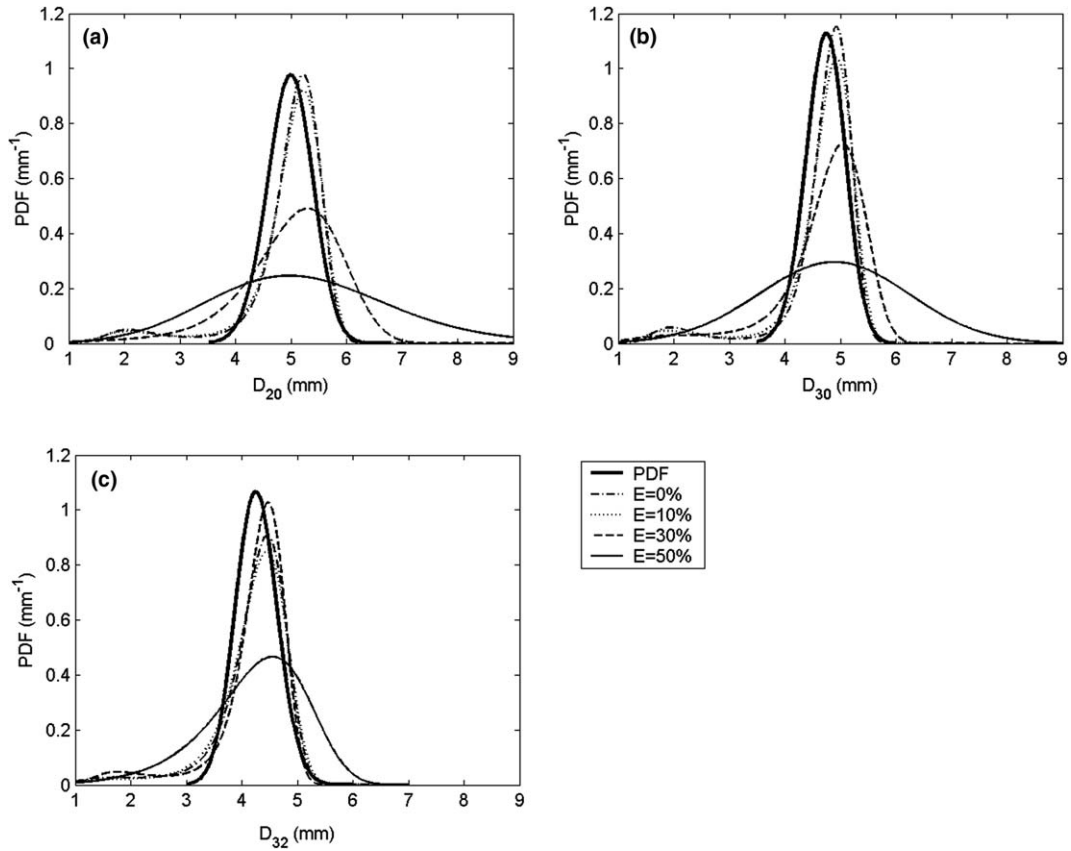 (a)
1.2
1
0.8
0.6
0.4
0.2
0
PDF (mm⁻¹)
1 2 3 4 5 6 7 8 9
D₂₀ (mm)
(b)
1.2
1
0.8
0.6
0.4
0.2
0
PDF (mm⁻¹)
1 2 3 4 5 6 7 8 9
D₃₀ (mm)
(c)
1.2
1
0.8
0.6
0.4
0.2
0
PDF (mm⁻¹)
1 2 3 4 5 6 7 8 9
D₃₂ (mm)
PDF
E=0%
E=10%
E=30%
E=50%